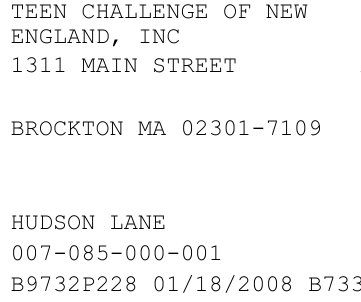 TEEN CHALLENGE OF NEW
ENGLAND, INC
1311 MAIN STREET
BROCKTON MA 02301-7109
HUDSON LANE
007-085-000-001
B9732P228 01/18/2008 B733